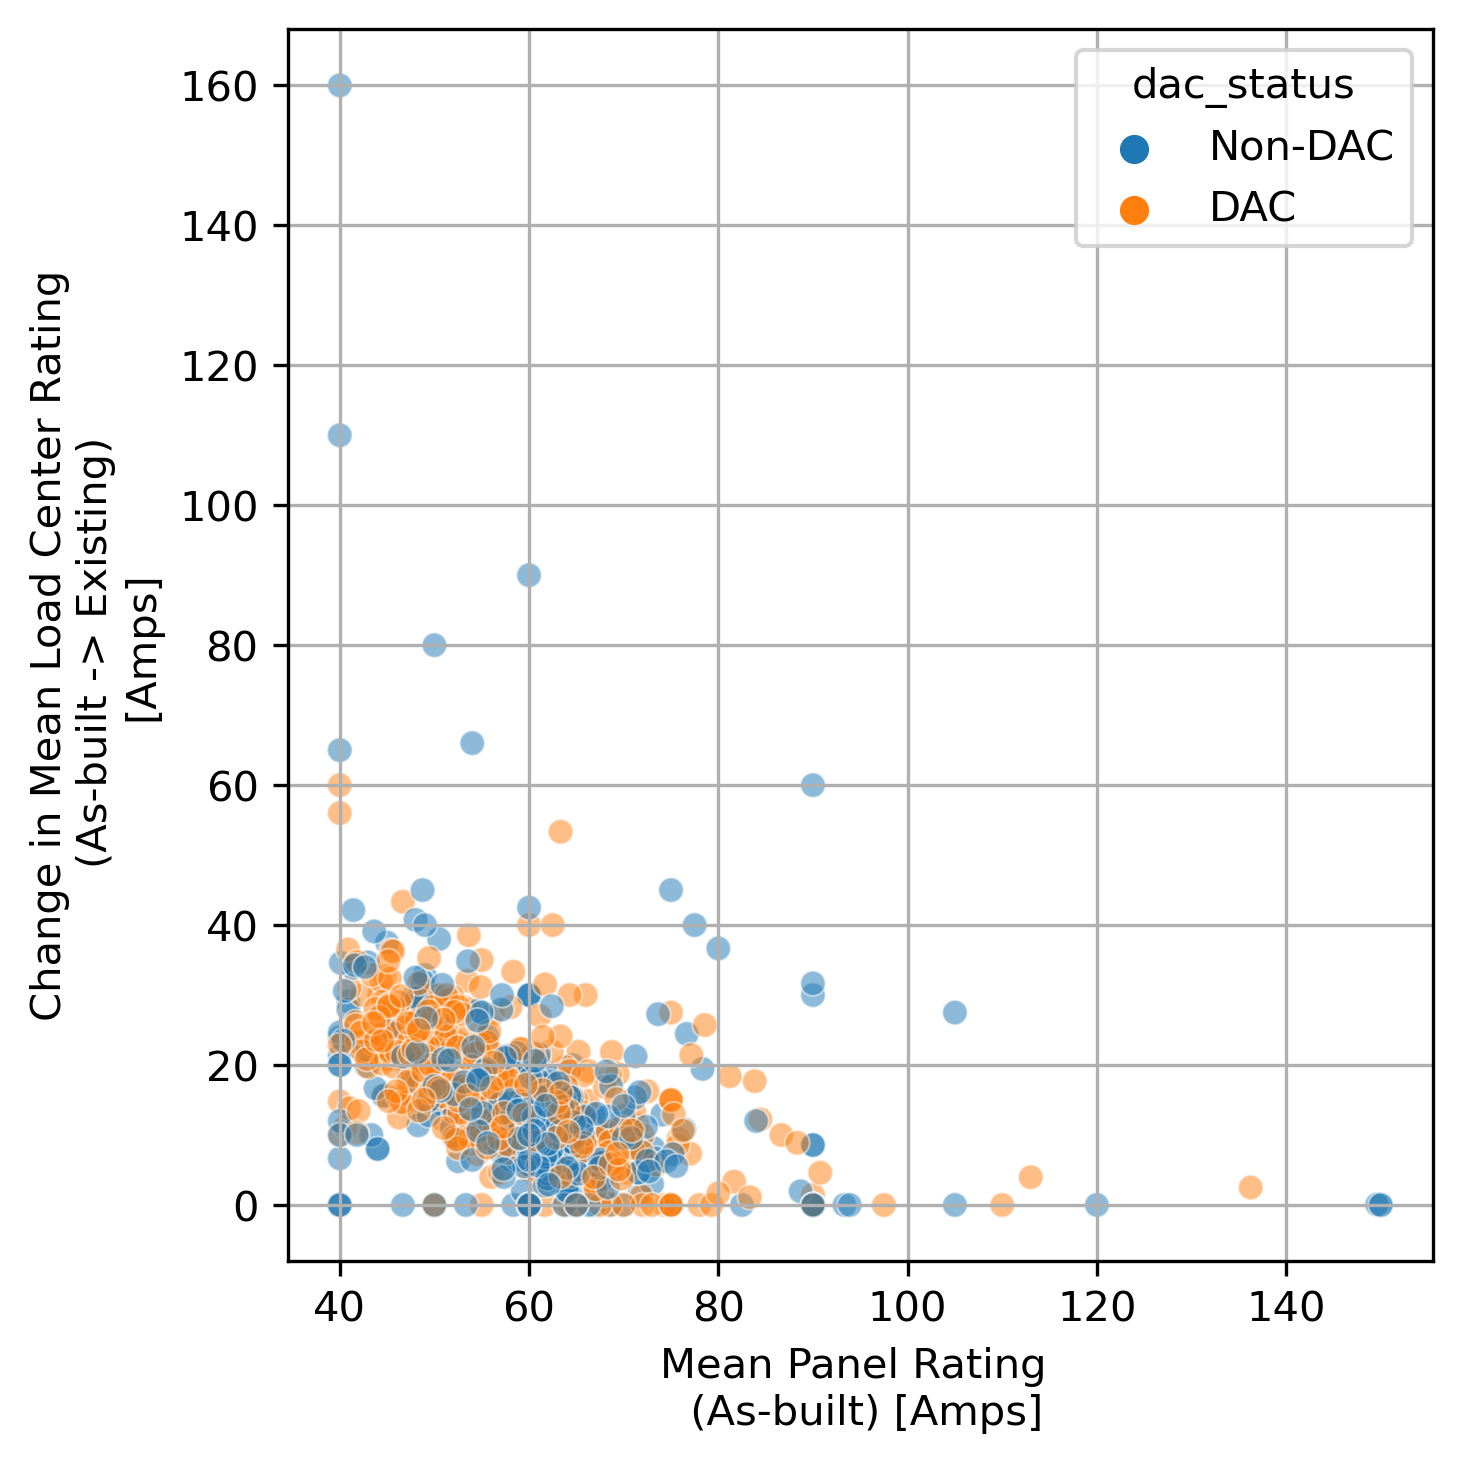 dac_status
Non-DAC
DAC
160
140
120
100
80
60
40
20
0
Change in Mean Load Center Rating
(As-built -> Existing)
[Amps]
40
60
80
100
120
140
Mean Panel Rating
(As-built) [Amps]